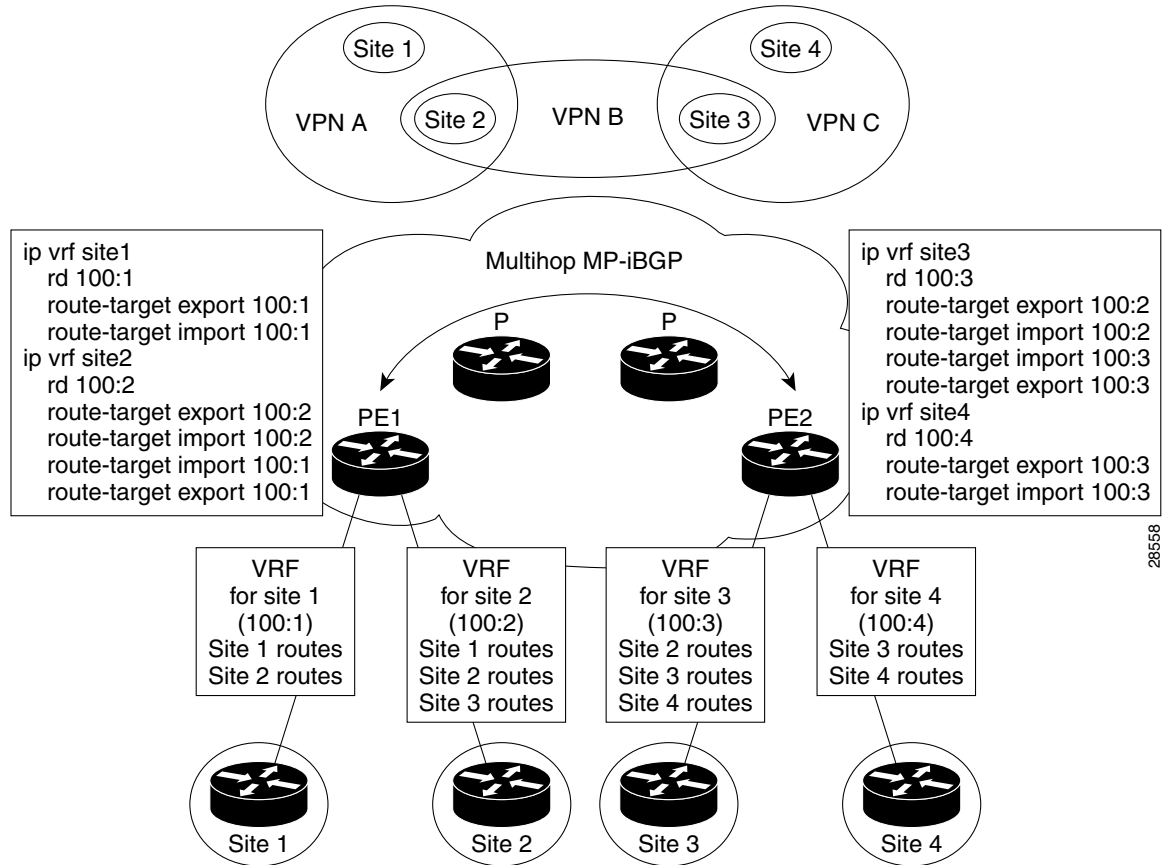 Site 1
Site 4
VPN A
Site 2
VPN B
Site 3
VPN C
ip vrf site1
rd 100:1
route-target export 100:1
route-target import 100:1
ip vrf site2
rd 100:2
route-target export 100:2
route-target import 100:2
route-target import 100:1
route-target export 100:1
Multihop MP-iBGP
P
P
PE1
PE2
ip vrf site3
rd 100:3
route-target export 100:2
route-target import 100:2
route-target import 100:3
route-target export 100:3
ip vrf site4
rd 100:4
route-target export 100:3
route-target import 100:3
28558
VRF
for site 1
(100:1)
Site 1 routes
Site 2 routes
VRF
for site 2
(100:2)
Site 1 routes
Site 2 routes
Site 3 routes
VRF
for site 3
(100:3)
Site 2 routes
Site 3 routes
Site 4 routes
VRF
for site 4
(100:4)
Site 3 routes
Site 4 routes
Site 1
Site 2
Site 3
Site 4